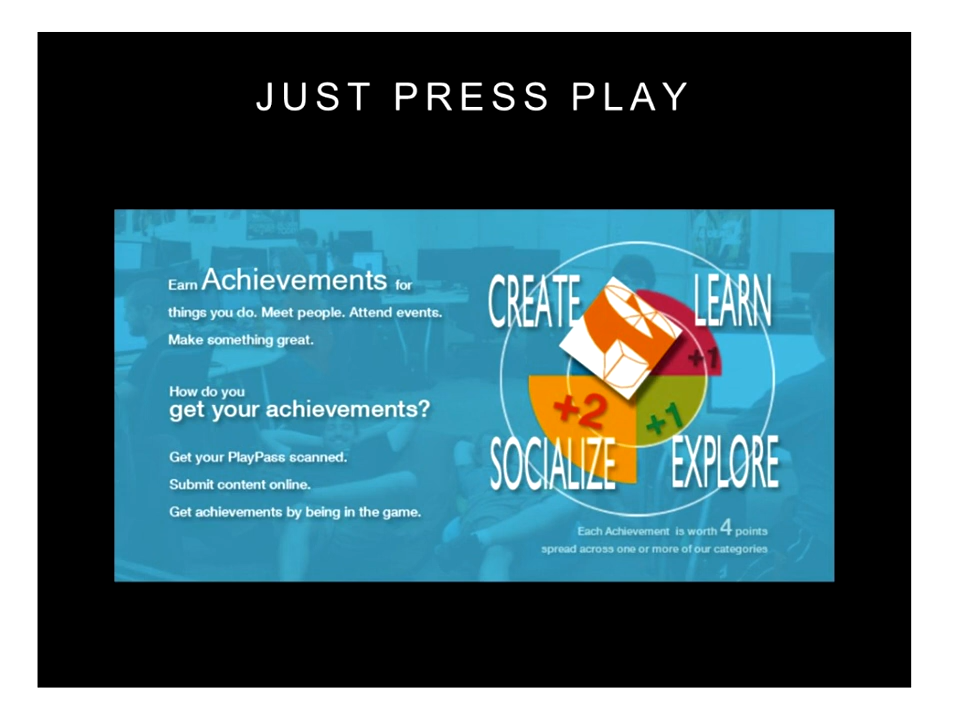 JUST PRESS PLAY
Earn Achievements for
things you do. Meet people. Attend events.
Make something great.
How do you
get your achievements?
Get your PlayPass scanned.
Submit content online.
Get achievements by being in the game.
CREATE
LEARN
+1
+2
+1
SOCIALIZE
EXPLORE
Each Achievement is worth 4 points
spread across one or more of our categories